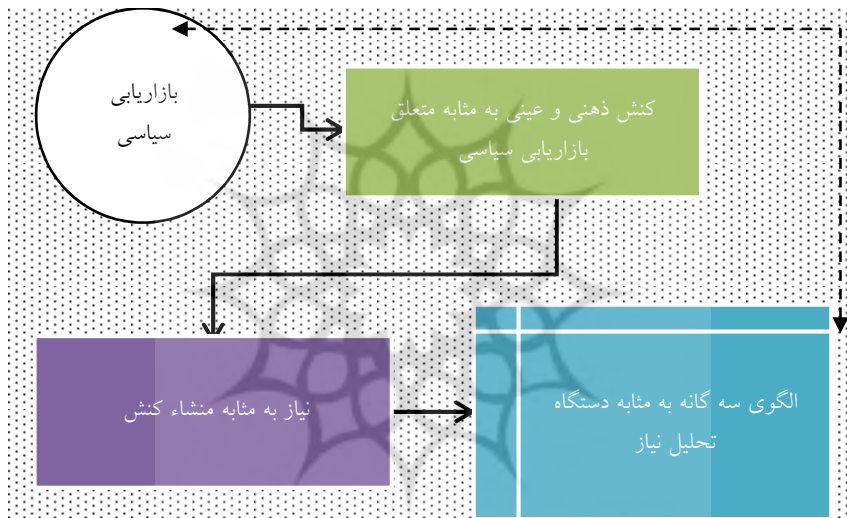 بازاریابی
سیاسی
کنش ذهنی و عینی به مثابه متعلق
بازاریابی سیاسی
نیاز به مثابه منشاء کنش
الگوی سه گانه به مثابه دستگاه
تحلیل نیاز